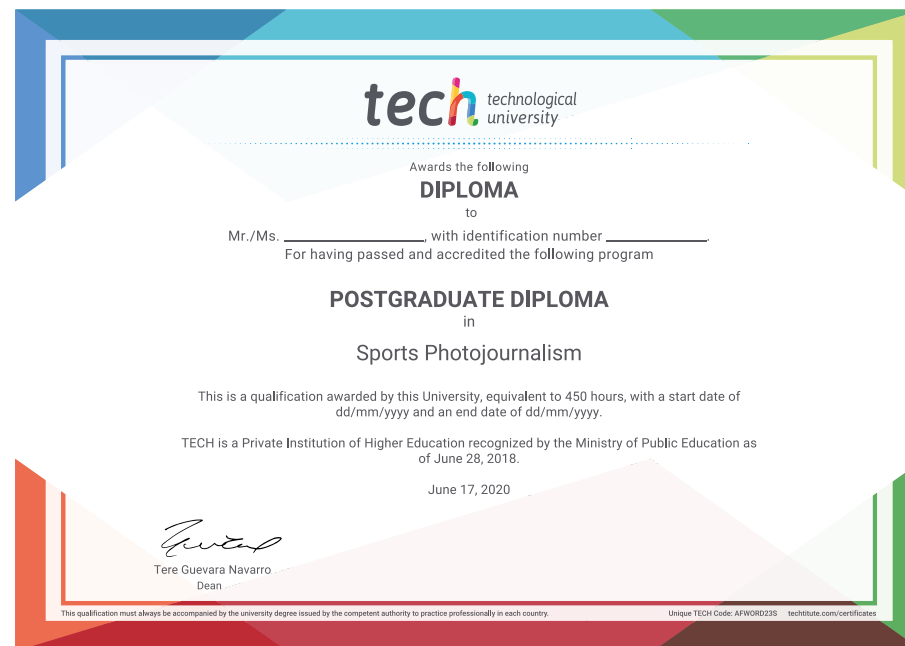 tech technological
university
Awards the following
DIPLOMA
to
Mr./Ms. ____________________, with identification number ______________.
For having passed and accredited the following program
POSTGRADUATE DIPLOMA
in
Sports Photojournalism
This is a qualification awarded by this University, equivalent to 450 hours, with a start date of
dd/mm/yyyy and an end date of dd/mm/yyyy.
TECH is a Private Institution of Higher Education recognized by the Ministry of Public Education as
of June 28, 2018.
June 17, 2020
Tere Guevara Navarro
Dean
This qualification must always be accompanied by the university degree issued by the competent authority to practice professionally in each country. Unique TECH Code: AFWORD23S techtitute.com/certificates